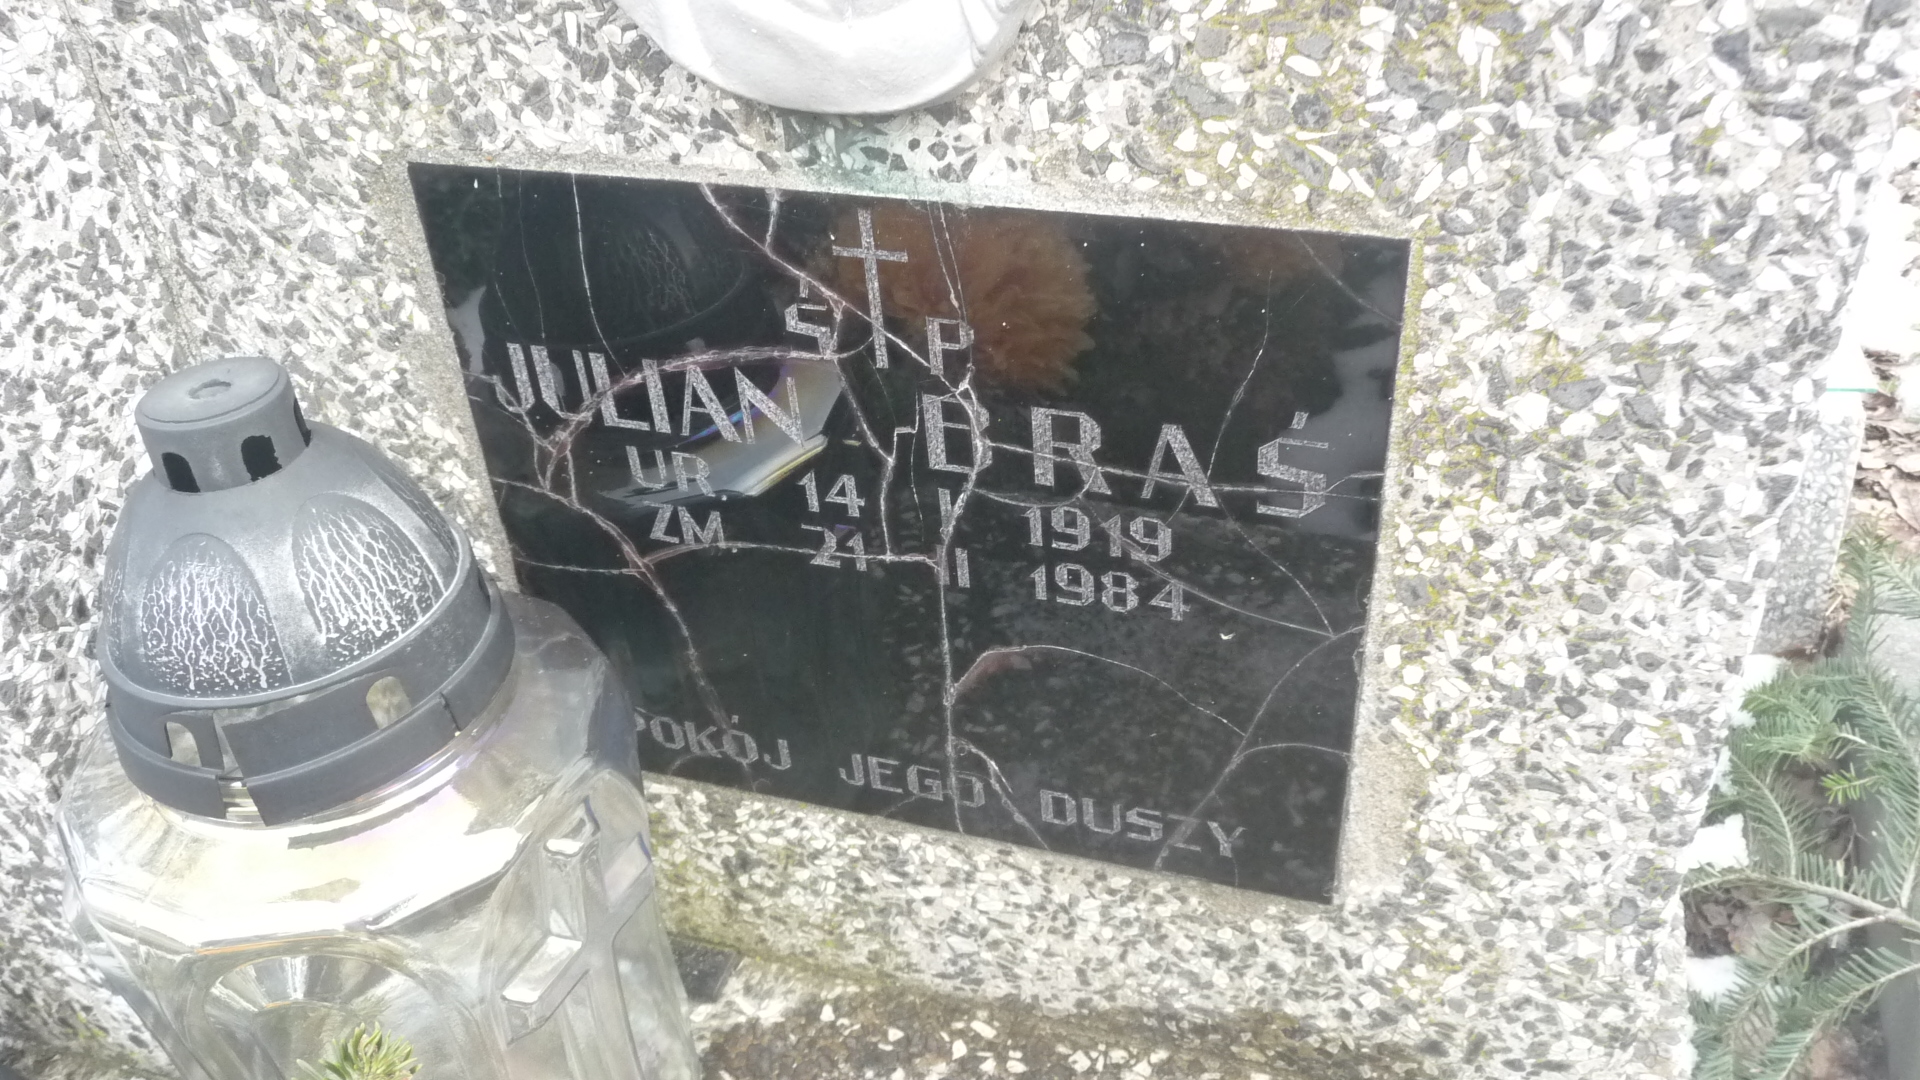 Ś P
JULIAN BRAŚ
UR. 14 I 1919
ZM. 21 II 1984
POKÓJ JEGO DUSZY